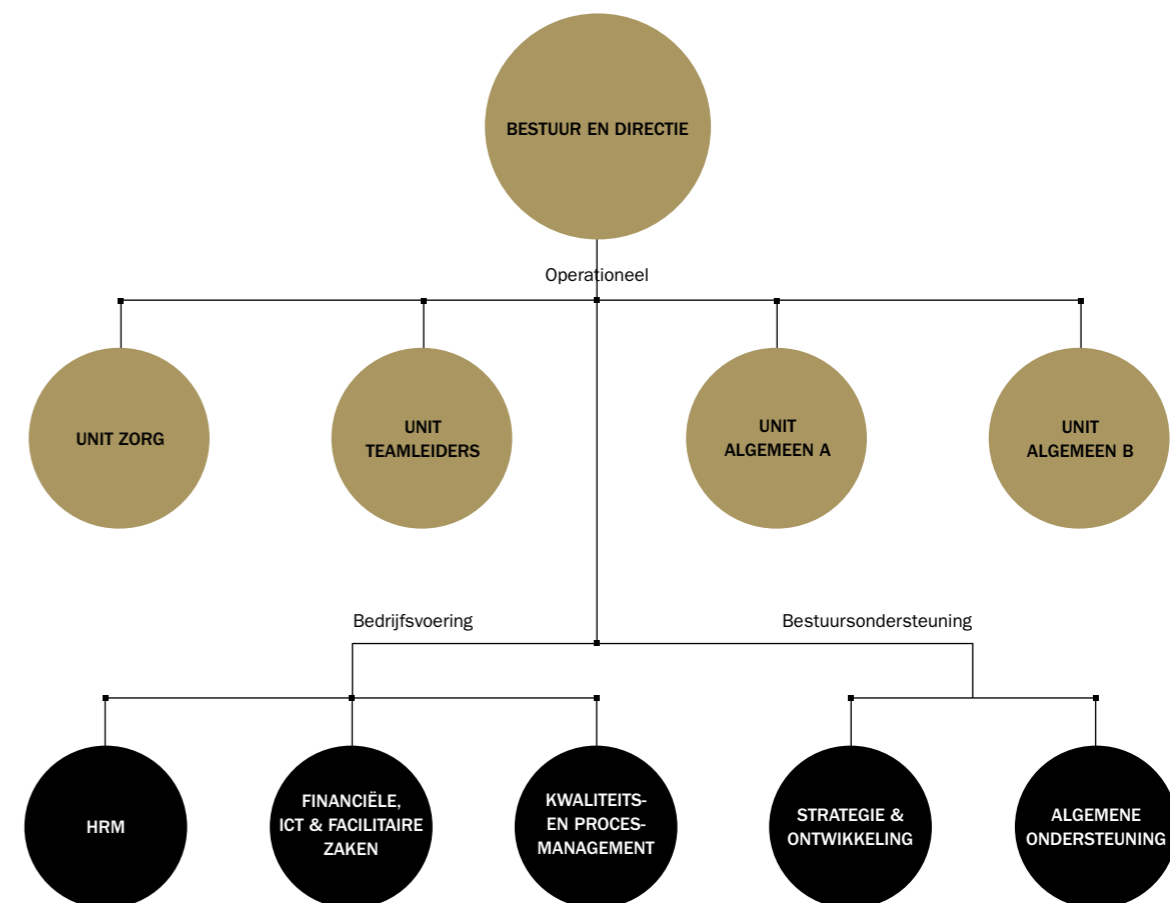 BESTUUR EN DIRECTIE
Operationeel
UNIT ZORG
UNIT
TEAMLEIDERS
UNIT
ALGEMEEN A
UNIT
ALGEMEEN B
Bedrijfsvoering
Bestuursondersteuning
HRM
FINANCIËLE,
ICT & FACILITAIRE
ZAKEN
KWALITEITS-
EN PROCES-
MANAGEMENT
STRATEGIE &
ONTWIKKELING
ALGEMENE
ONDERSTEUNING